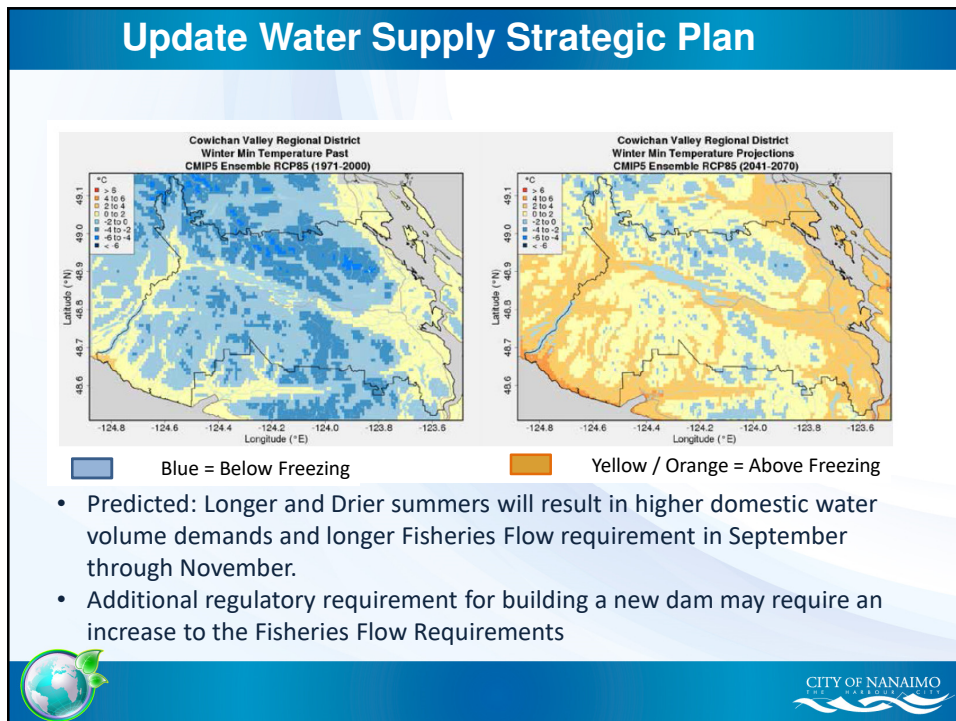 Update Water Supply Strategic Plan
Cowichan Valley Regional District
Winter Min Temperature Past
CMIP5 Ensemble RCP85 (1971-2000)
°C
> 6
4 to 6
2 to 4
0 to 2
-2 to 0
-4 to -2
-6 to -4
< -6
Latitude (°N)
49.1
49.0
48.9
48.8
48.7
48.6
-124.8 -124.6 -124.4 -124.2 -124.0 -123.8 -123.6
Longitude (°E)
Cowichan Valley Regional District
Winter Min Temperature Projections
CMIP5 Ensemble RCP85 (2041-2070)
°C
> 6
4 to 6
2 to 4
0 to 2
-2 to 0
-4 to -2
-6 to -4
< -6
Latitude (°N)
49.1
49.0
48.9
48.8
48.7
48.6
-124.8 -124.6 -124.4 -124.2 -124.0 -123.8 -123.6
Longitude (°E)
Blue = Below Freezing
Yellow / Orange = Above Freezing
• Predicted: Longer and Drier summers will result in higher domestic water
volume demands and longer Fisheries Flow requirement in September
through November.
• Additional regulatory requirement for building a new dam may require an
increase to the Fisheries Flow Requirements
CITY OF NANAIMO
THE HARBOUR CITY